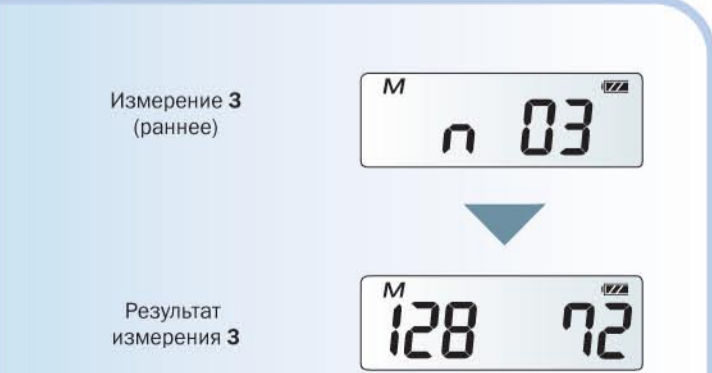 Измерение 3
(раннее)
M
n 03
Результат
измерения 3
M
128 72